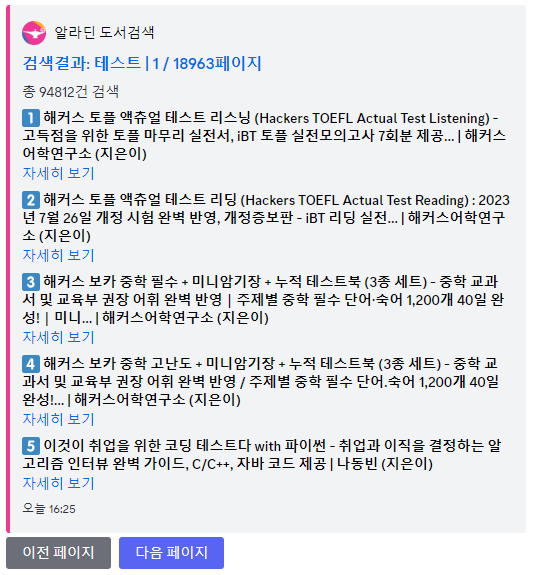 알라딘 도서검색
검색결과: 테스트 | 1 / 18963페이지
총 94812건 검색
1 해커스 토플 액츄얼 테스트 리스닝 (Hackers TOEFL Actual Test Listening) -
고득점을 위한 토플 마무리 실전서, iBT 토플 실전모의고사 7회분 제공... | 해커스
어학연구소 (지은이)
자세히 보기
2 해커스 토플 액츄얼 테스트 리딩 (Hackers TOEFL Actual Test Reading) : 2023
년 7월 26일 개정 시험 완벽 반영, 개정증보판 - iBT 리딩 실전... | 해커스어학연구
소 (지은이)
자세히 보기
3 해커스 보카 중학 필수 + 미니암기장 + 누적 테스트북 (3종 세트) - 중학 교과
서 및 교육부 권장 어휘 완벽 반영 | 주제별 중학 필수 단어·숙어 1,200개 40일 완
성! | 미니... | 해커스어학연구소 (지은이)
자세히 보기
4 해커스 보카 중학 고난도 + 미니암기장 + 누적 테스트북 (3종 세트) - 중학 교
과서 및 교육부 권장 어휘 완벽 반영 / 주제별 중학 필수 단어.숙어 1,200개 40일
완성!... | 해커스어학연구소 (지은이)
자세히 보기
5 이것이 취업을 위한 코딩 테스트다 with 파이썬 - 취업과 이직을 결정하는 알
고리즘 인터뷰 완벽 가이드, C/C++, 자바 코드 제공 | 나동빈 (지은이)
자세히 보기
오늘 16:25
이전 페이지
다음 페이지